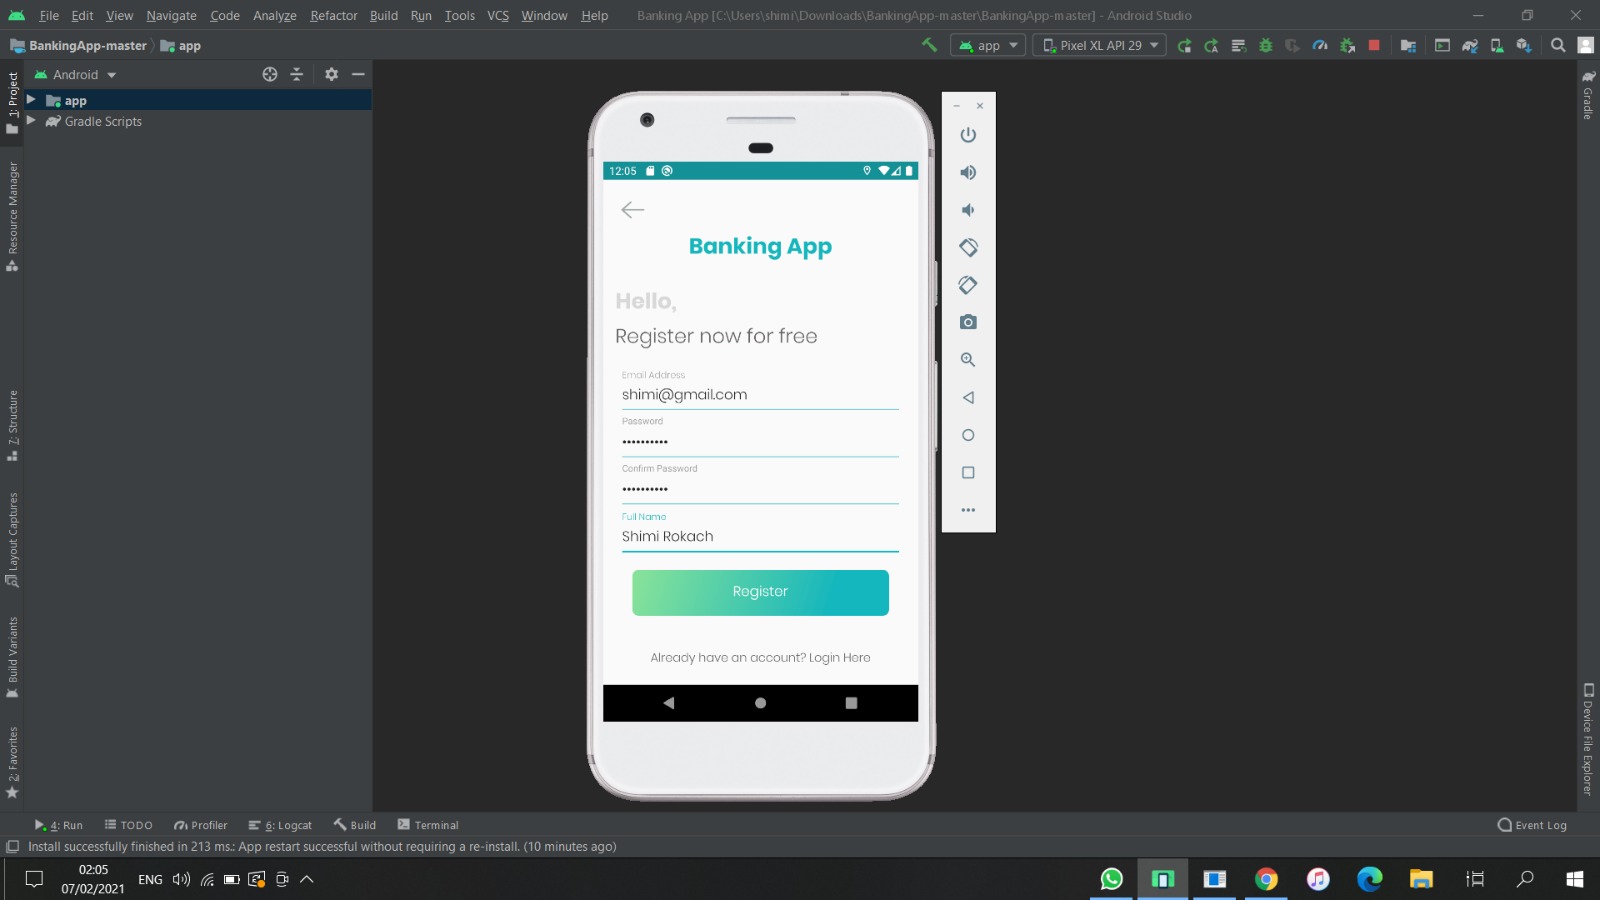 File Edit View Navigate Code Analyze Refactor Build Run Tools VCS Window Help Banking App [C:\Users\shimi\Downloads\BankingApp-master\BankingApp-master] - Android Studio
BankingApp-master app
app Pixel XL API 29
Android
app
Gradle Scripts
1: Project
Resource Manager
7: Structure
Layout Captures
Build Variants
2: Favorites
12:05
Banking App
Hello,
Register now for free
Email Address
shimi@gmail.com
Password
••••••••••
Confirm Password
••••••••••
Full Name
Shimi Rokach
Register
Already have an account? Login Here
Gradle
Device File Explorer
4: Run TODO Profiler 6: Logcat Build Terminal Event Log
Install successfully finished in 213 ms.: App restart successful without requiring a re-install. (10 minutes ago)
02:05
07/02/2021
ENG